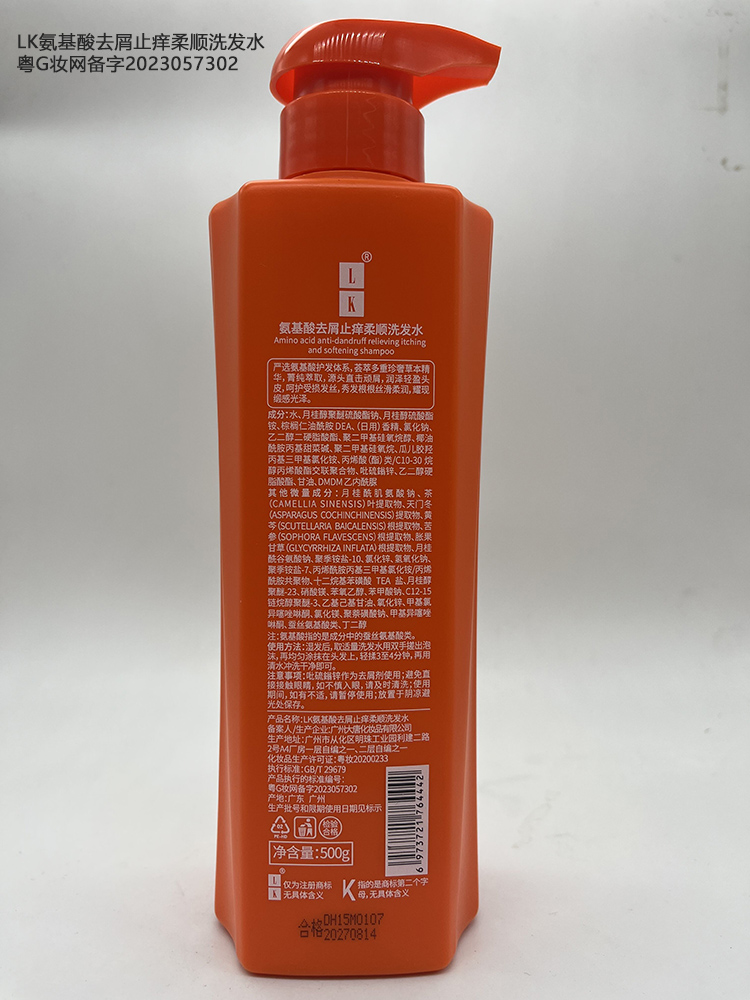 LK氨基酸去屑止痒柔顺洗发水
粤G妆网备字2023057302
®
L
K
氨基酸去屑止痒柔顺洗发水
Amino acid anti-dandruff relieving itching
and softening shampoo
严选氨基酸护发体系,荟萃多重珍奢草本精
华,菁纯萃取,源头直击顽屑,润泽轻盈头
皮,呵护受损发丝,秀发根根丝滑柔润,耀现
缎感光泽。
成分:水、月桂醇聚醚硫酸酯钠、月桂醇硫酸酯
铵、棕榈仁油酰胺DEA、(日用)香精、氯化钠、
乙二醇二硬脂酸酯、聚二甲基硅氧烷醇、椰油
酰胺丙基甜菜碱、聚二甲基硅氧烷、瓜儿胶羟
丙基三甲基氯化铵、丙烯酸(酯)类/C10-30 烷
醇丙烯酸酯交联聚合物、吡硫鎓锌、乙二醇硬
脂酸酯、甘油、DMDM乙内酰脲
其他微量成分:月桂酰肌氨酸钠、茶
(CAMELLIA SINENSIS)叶提取物、天门冬
(ASPARAGUS COCHINCHINENSIS)提取物、黄
芩(SCUTELLARIA BAICALENSIS)根提取物、苦
参(SOPHORA FLAVESCENS)根提取物、胀果
甘草(GLYCYRRHIZA INFLATA)根提取物、月桂
酰谷氨酸钠、聚季铵盐-10、氯化锌、氢氧化钠、
聚季铵盐-7、丙烯酰胺丙基三甲基氯化铵/丙烯
酰胺共聚物、十二烷基苯磺酸 TEA 盐、月桂醇
聚醚-23、硝酸镁、苯氧乙醇、苯甲酸钠、C12-15
链烷醇聚醚-3、乙基己基甘油、氧化锌、甲基氯
异噻唑啉酮、氯化镁、聚萘磺酸钠、甲基异噻唑
啉酮、蚕丝氨基酸类、丁二醇
注:氨基酸指的是成分中的蚕丝氨基酸类。
使用方法:湿发后,取适量洗发水用双手搓出泡
沫,再均匀涂抹在头发上,轻揉3至4分钟,再用
清水冲洗干净即可。
注意事项:吡硫鎓锌作为去屑剂使用;避免直
接接触眼睛,如不慎入眼,请及时清洗;使用
期间,如有不适,请暂停使用;放置于阴凉避
光处保存。
产品名称:LK氨基酸去屑止痒柔顺洗发水
备案人/生产企业:广州大唐化妆品有限公司
生产地址:广州市从化区明珠工业园利建二路
2号A4厂房一层自编之一、二层自编之一
化妆品生产许可证:粤妆20200233
执行标准:GB/T 29679
产品执行的标准编号:
粤G妆网备字2023057302
产地:广东 广州
生产批号和限期使用日期见标示
6973721764442
02
PE-HD
检验
合格
净含量:500g
®
L
K
仅为注册商标
无具体含义
K 指的是商标第二个字
母,无具体含义
合格 DH15M0107
20270814